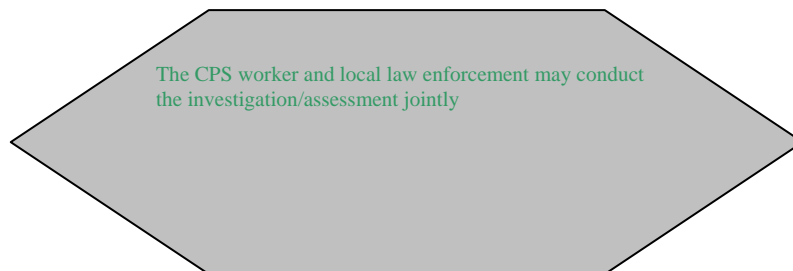 The CPS worker and local law enforcement may conduct
the investigation/assessment jointly